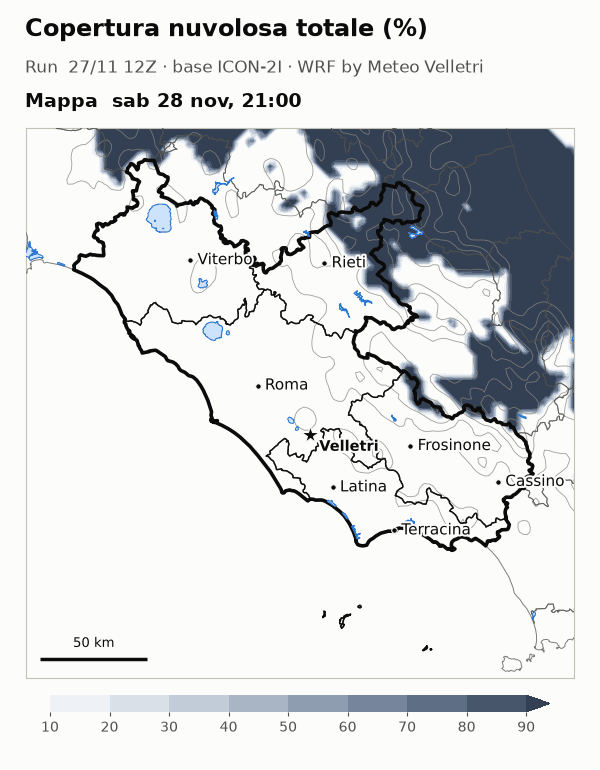 Copertura nuvolosa totale (%)
Run 27/11 12Z · base ICON-2I · WRF by Meteo Velletri
Mappa sab 28 nov, 21:00
Viterbo
Rieti
Roma
Velletri
Frosinone
Cassino
Latina
Terracina
50 km
10 20 30 40 50 60 70 80 90